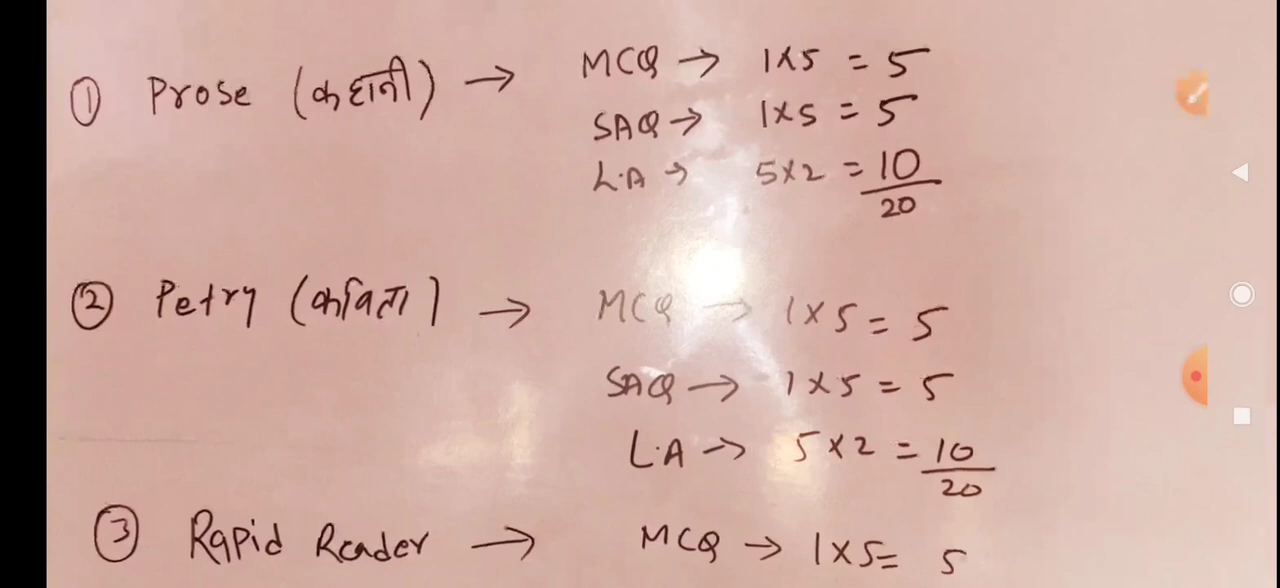 ① Prose (कहानी) → MCQ → 1×5 = 5
SAQ → 1×5 = 5
L.A → 5×2 = 10
20
② Petry (कविता) → MCQ → 1×5 = 5
SAQ → 1×5 = 5
L.A → 5×2 = 10
20
③ Rapid Reader → MCQ → 1×5= 5